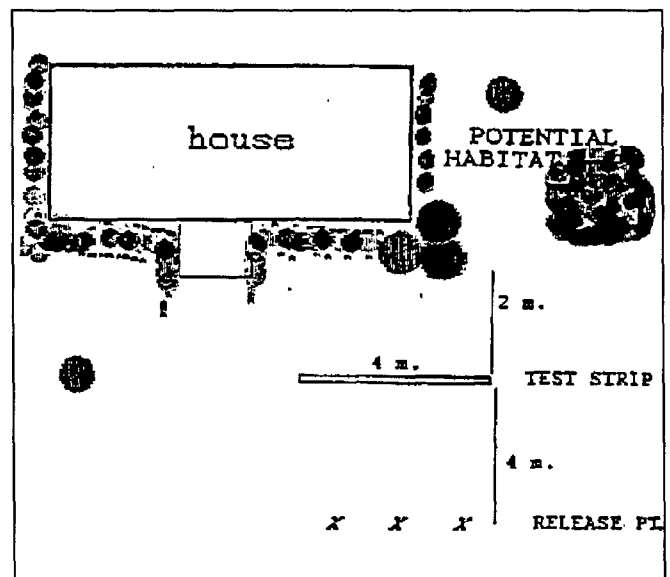 house
POTENTIAL
HABITAT
2 m.
4 m.
TEST STRIP
4 m.
X X X RELEASE PT.